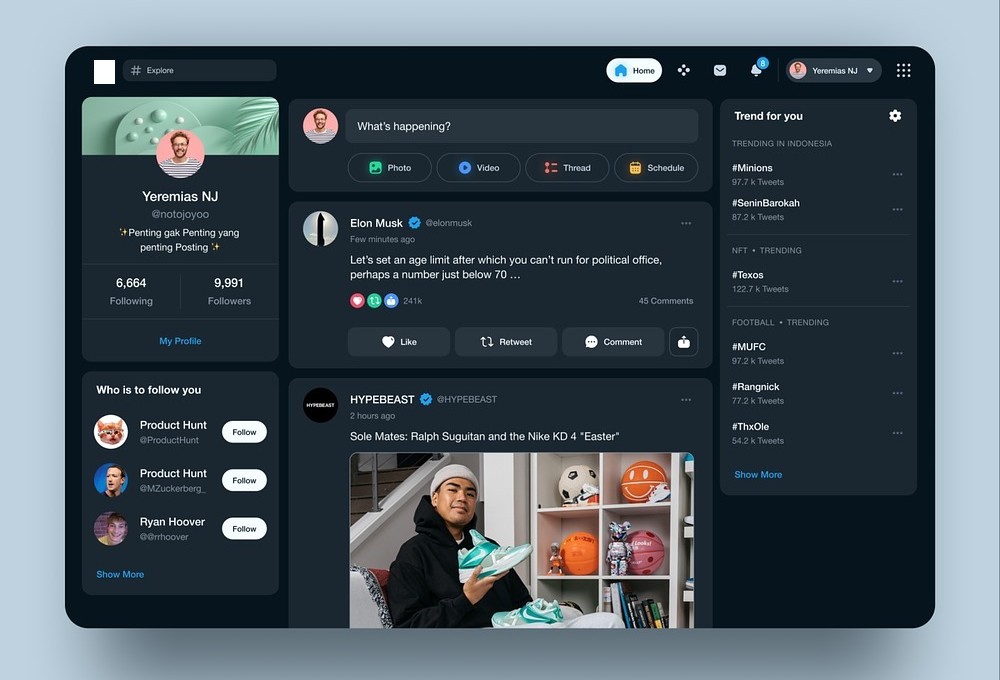 Explore
Home
8
Yeremias NJ
Yeremias NJ
@notojoyoo
✨Penting gak Penting yang
penting Posting ✨
6,664
Following
9,991
Followers
My Profile
Who is to follow you
Product Hunt
@ProductHunt
Follow
Product Hunt
@MZuckerberg_
Follow
Ryan Hoover
@@rrhoover
Follow
Show More
What's happening?
Photo
Video
Thread
Schedule
Elon Musk @elonmusk
Few minutes ago
Let's set an age limit after which you can't run for political office,
perhaps a number just below 70 ...
241k
45 Comments
Like
Retweet
Comment
HYPEBEAST
HYPEBEAST @HYPEBEAST
2 hours ago
Sole Mates: Ralph Suguitan and the Nike KD 4 "Easter"
Trend for you
TRENDING IN INDONESIA
#Minions
97.7 k Tweets
#SeninBarokah
87.2 k Tweets
NFT • TRENDING
#Texos
122.7 k Tweets
FOOTBALL • TRENDING
#MUFC
97.2 k Tweets
#Rangnick
77.2 k Tweets
#ThxOle
54.2 k Tweets
Show More